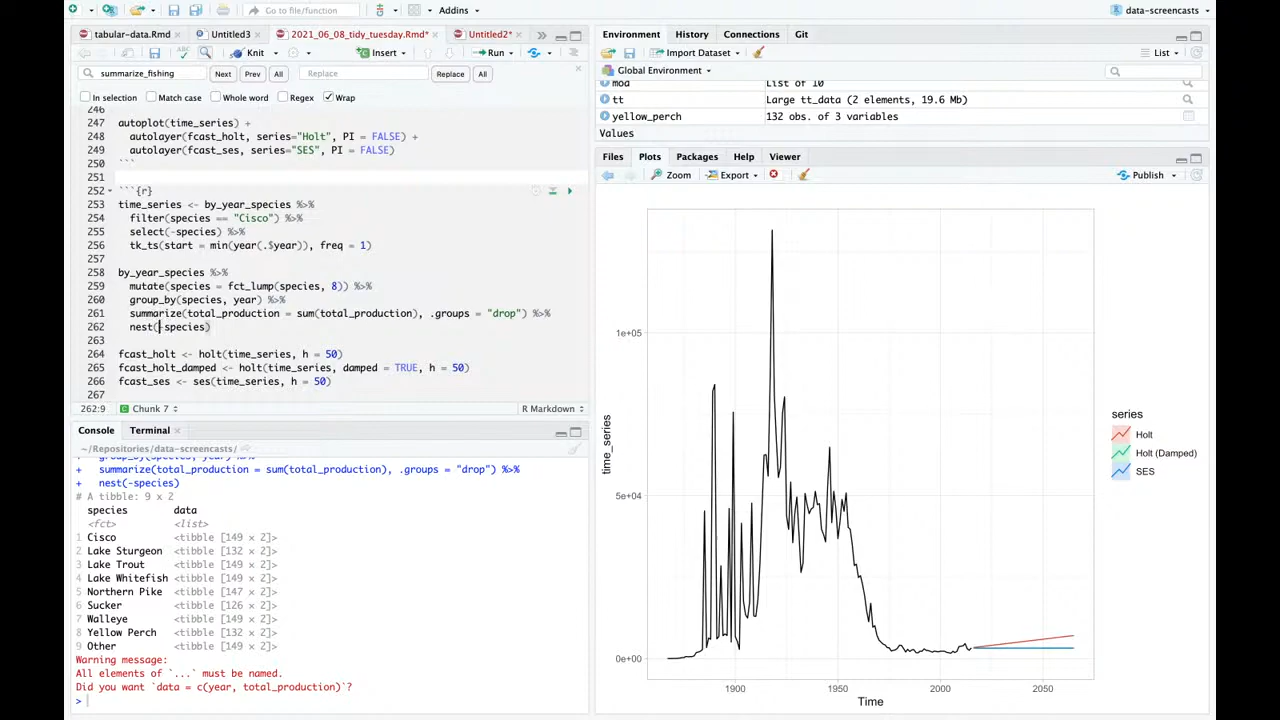 Go to file/function
Addins
data-screencasts
tabular-data.Rmd
Untitled3
2021_06_08_tidy_tuesday.Rmd*
Untitled2*
Knit
Insert
Run
summarize_fishing
Next
Prev
All
Replace
Replace
All
In selection
Match case
Whole word
Regex
Wrap
246
247 autoplot(time_series) +
248 autolayer(fcast_holt, series="Holt", PI = FALSE) +
249 autolayer(fcast_ses, series="SES", PI = FALSE)
250 ```
251
252 ```{r}
253 time_series <- by_year_species %>%
254 filter(species == "Cisco") %>%
255 select(-species) %>%
256 tk_ts(start = min(year(.$year)), freq = 1)
257
258 by_year_species %>%
259 mutate(species = fct_lump(species, 8)) %>%
260 group_by(species, year) %>%
261 summarize(total_production = sum(total_production), .groups = "drop") %>%
262 nest(-species)
263
264 fcast_holt <- holt(time_series, h = 50)
265 fcast_holt_damped <- holt(time_series, damped = TRUE, h = 50)
266 fcast_ses <- ses(time_series, h = 50)
267
262:9
Chunk 7
R Markdown
Console
Terminal
~/Repositories/data-screencasts/
+ group_by(species, year) %>%
+ summarize(total_production = sum(total_production), .groups = "drop") %>%
+ nest(-species)
# A tibble: 9 x 2
species data
<fct> <list>
1 Cisco <tibble [149 × 2]>
2 Lake Sturgeon <tibble [132 × 2]>
3 Lake Trout <tibble [149 × 2]>
4 Lake Whitefish <tibble [149 × 2]>
5 Northern Pike <tibble [147 × 2]>
6 Sucker <tibble [126 × 2]>
7 Walleye <tibble [149 × 2]>
8 Yellow Perch <tibble [132 × 2]>
9 Other <tibble [149 × 2]>
Warning message:
All elements of `...` must be named.
Did you want `data = c(year, total_production)`?
>
Environment
History
Connections
Git
Import Dataset
List
Global Environment
mod List of 10
tt Large tt_data (2 elements, 19.6 Mb)
yellow_perch 132 obs. of 3 variables
Values
Files
Plots
Packages
Help
Viewer
Zoom
Export
Publish
1e+05
5e+04
0e+00
time_series
1900
1950
2000
2050
Time
series
Holt
Holt (Damped)
SES